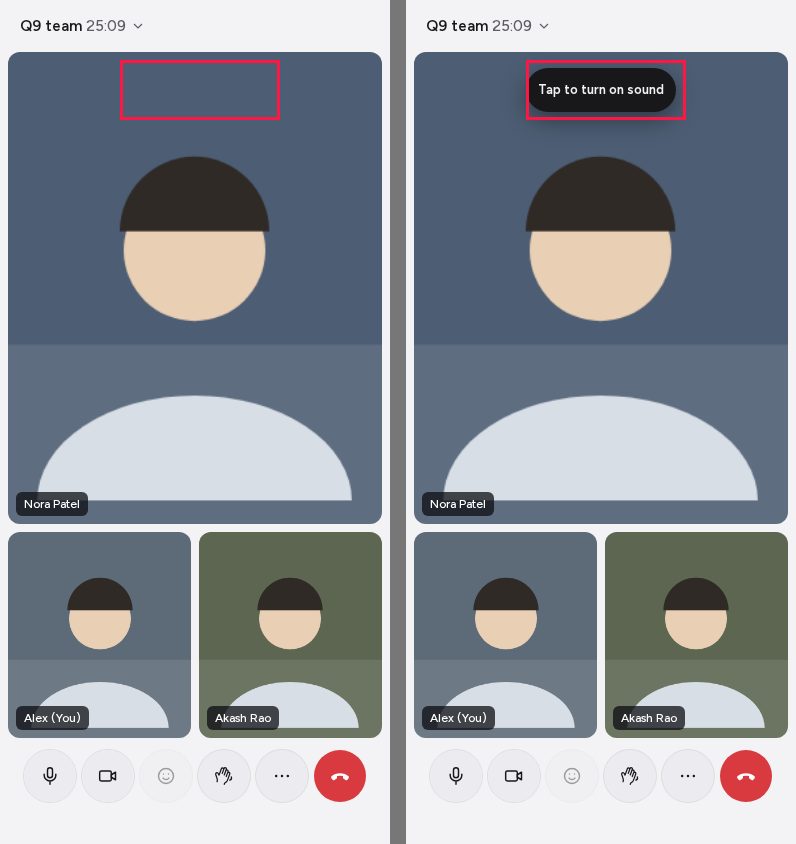 Q9 team 25:09
Nora Patel
Alex (You)
Akash Rao
Q9 team 25:09
Tap to turn on sound
Nora Patel
Alex (You)
Akash Rao